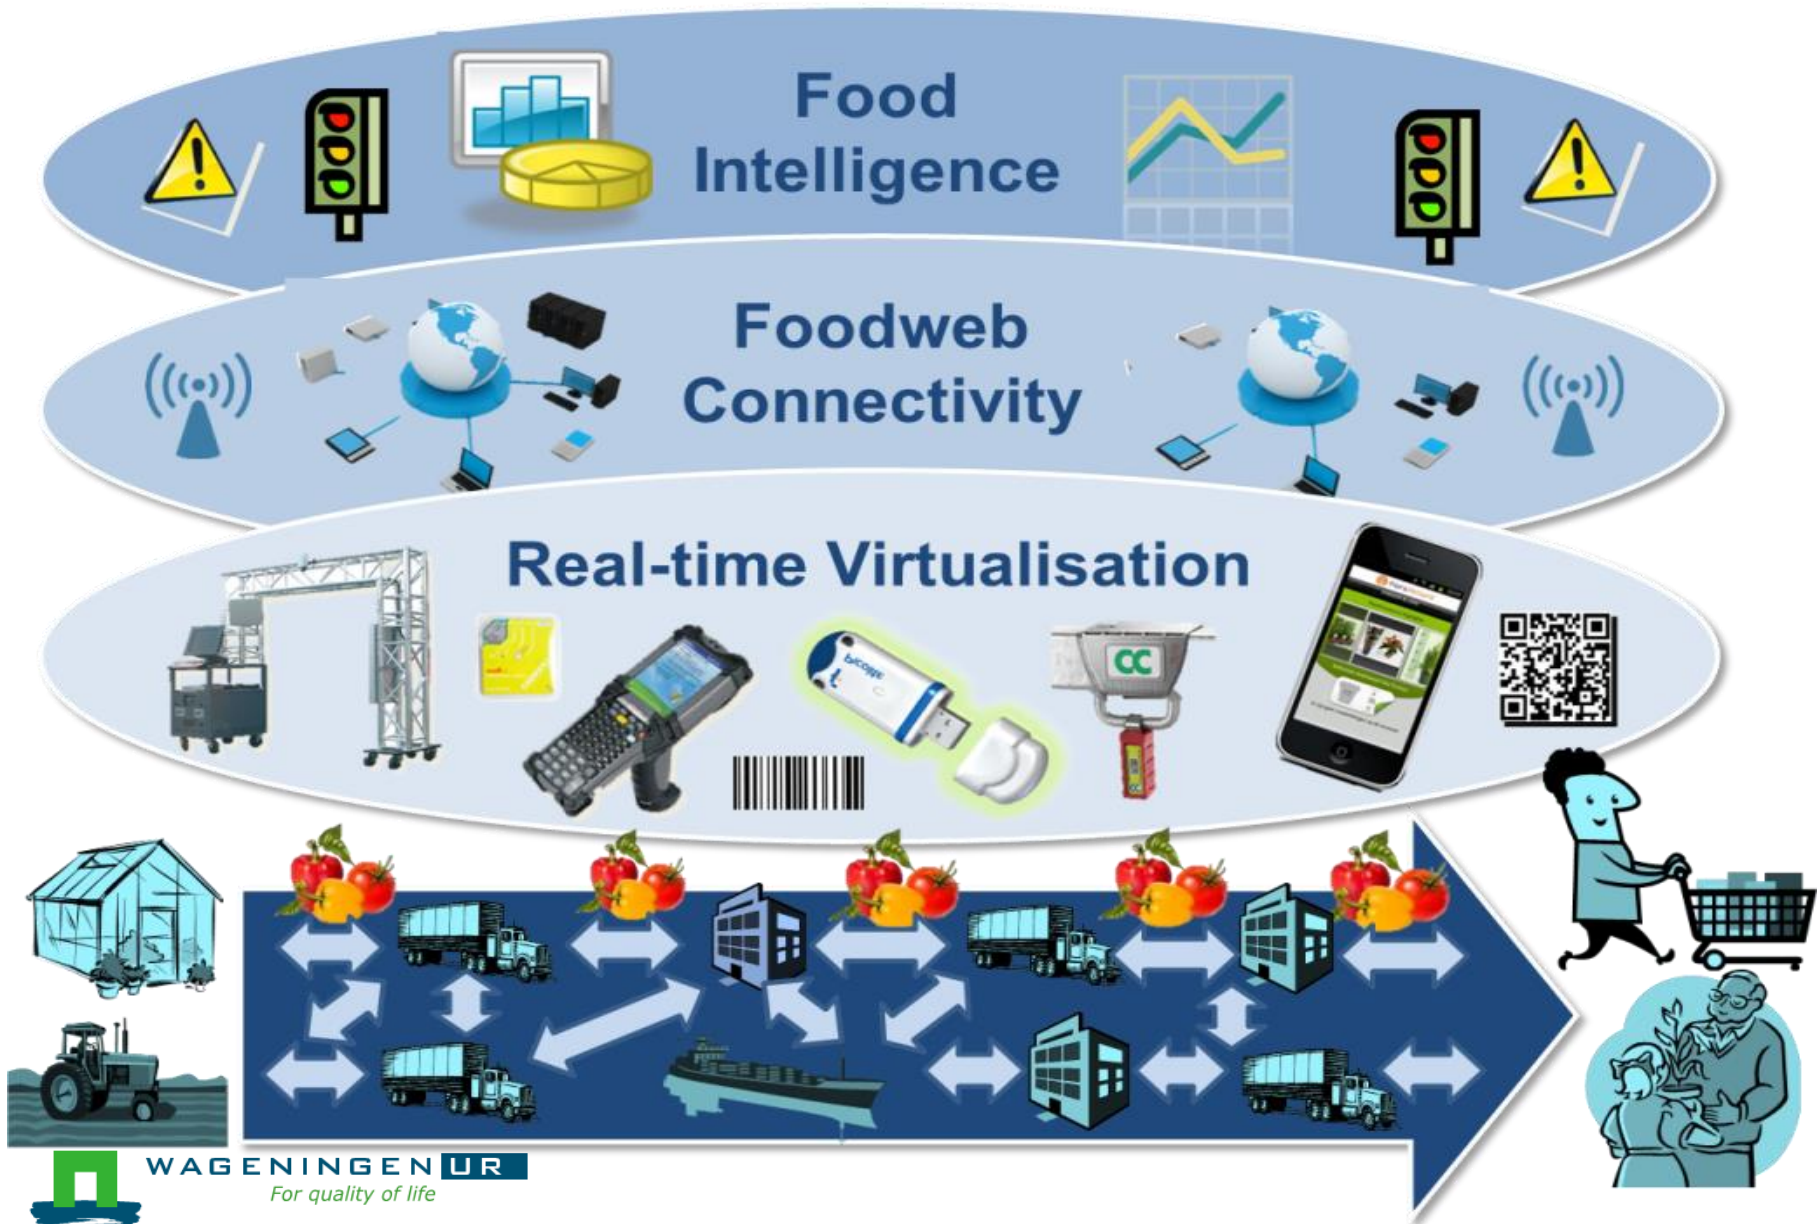 Food
Intelligence
Foodweb
Connectivity
Real-time Virtualisation
CC
WAGENINGEN UR
For quality of life